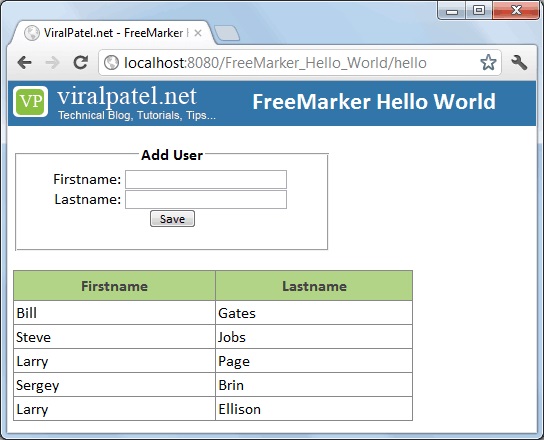 ViralPatel.net - FreeMarker H
localhost:8080/FreeMarker_Hello_World/hello
VP viralpatel.net
Technical Blog, Tutorials, Tips...
FreeMarker Hello World
Add User
Firstname:
Lastname:
Save
Firstname Lastname
Bill Gates
Steve Jobs
Larry Page
Sergey Brin
Larry Ellison